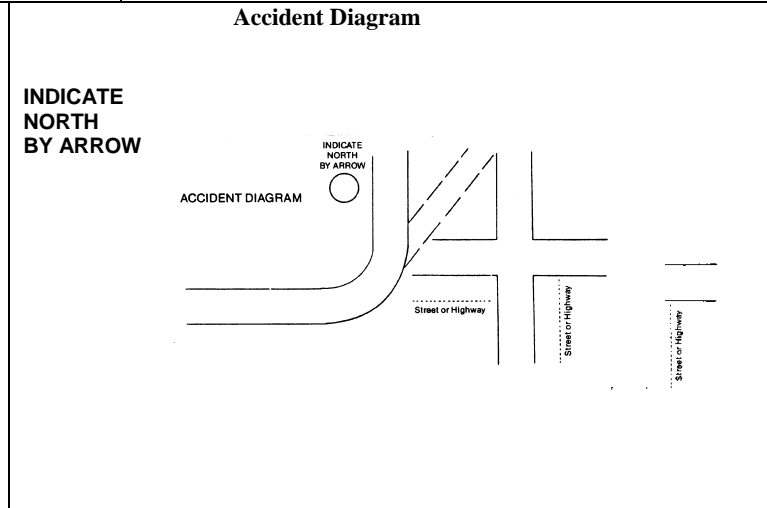 Accident Diagram
INDICATE
NORTH
BY ARROW
INDICATE
NORTH
BY ARROW
ACCIDENT DIAGRAM
Street or Highway
Street or Highway
Street or Highway